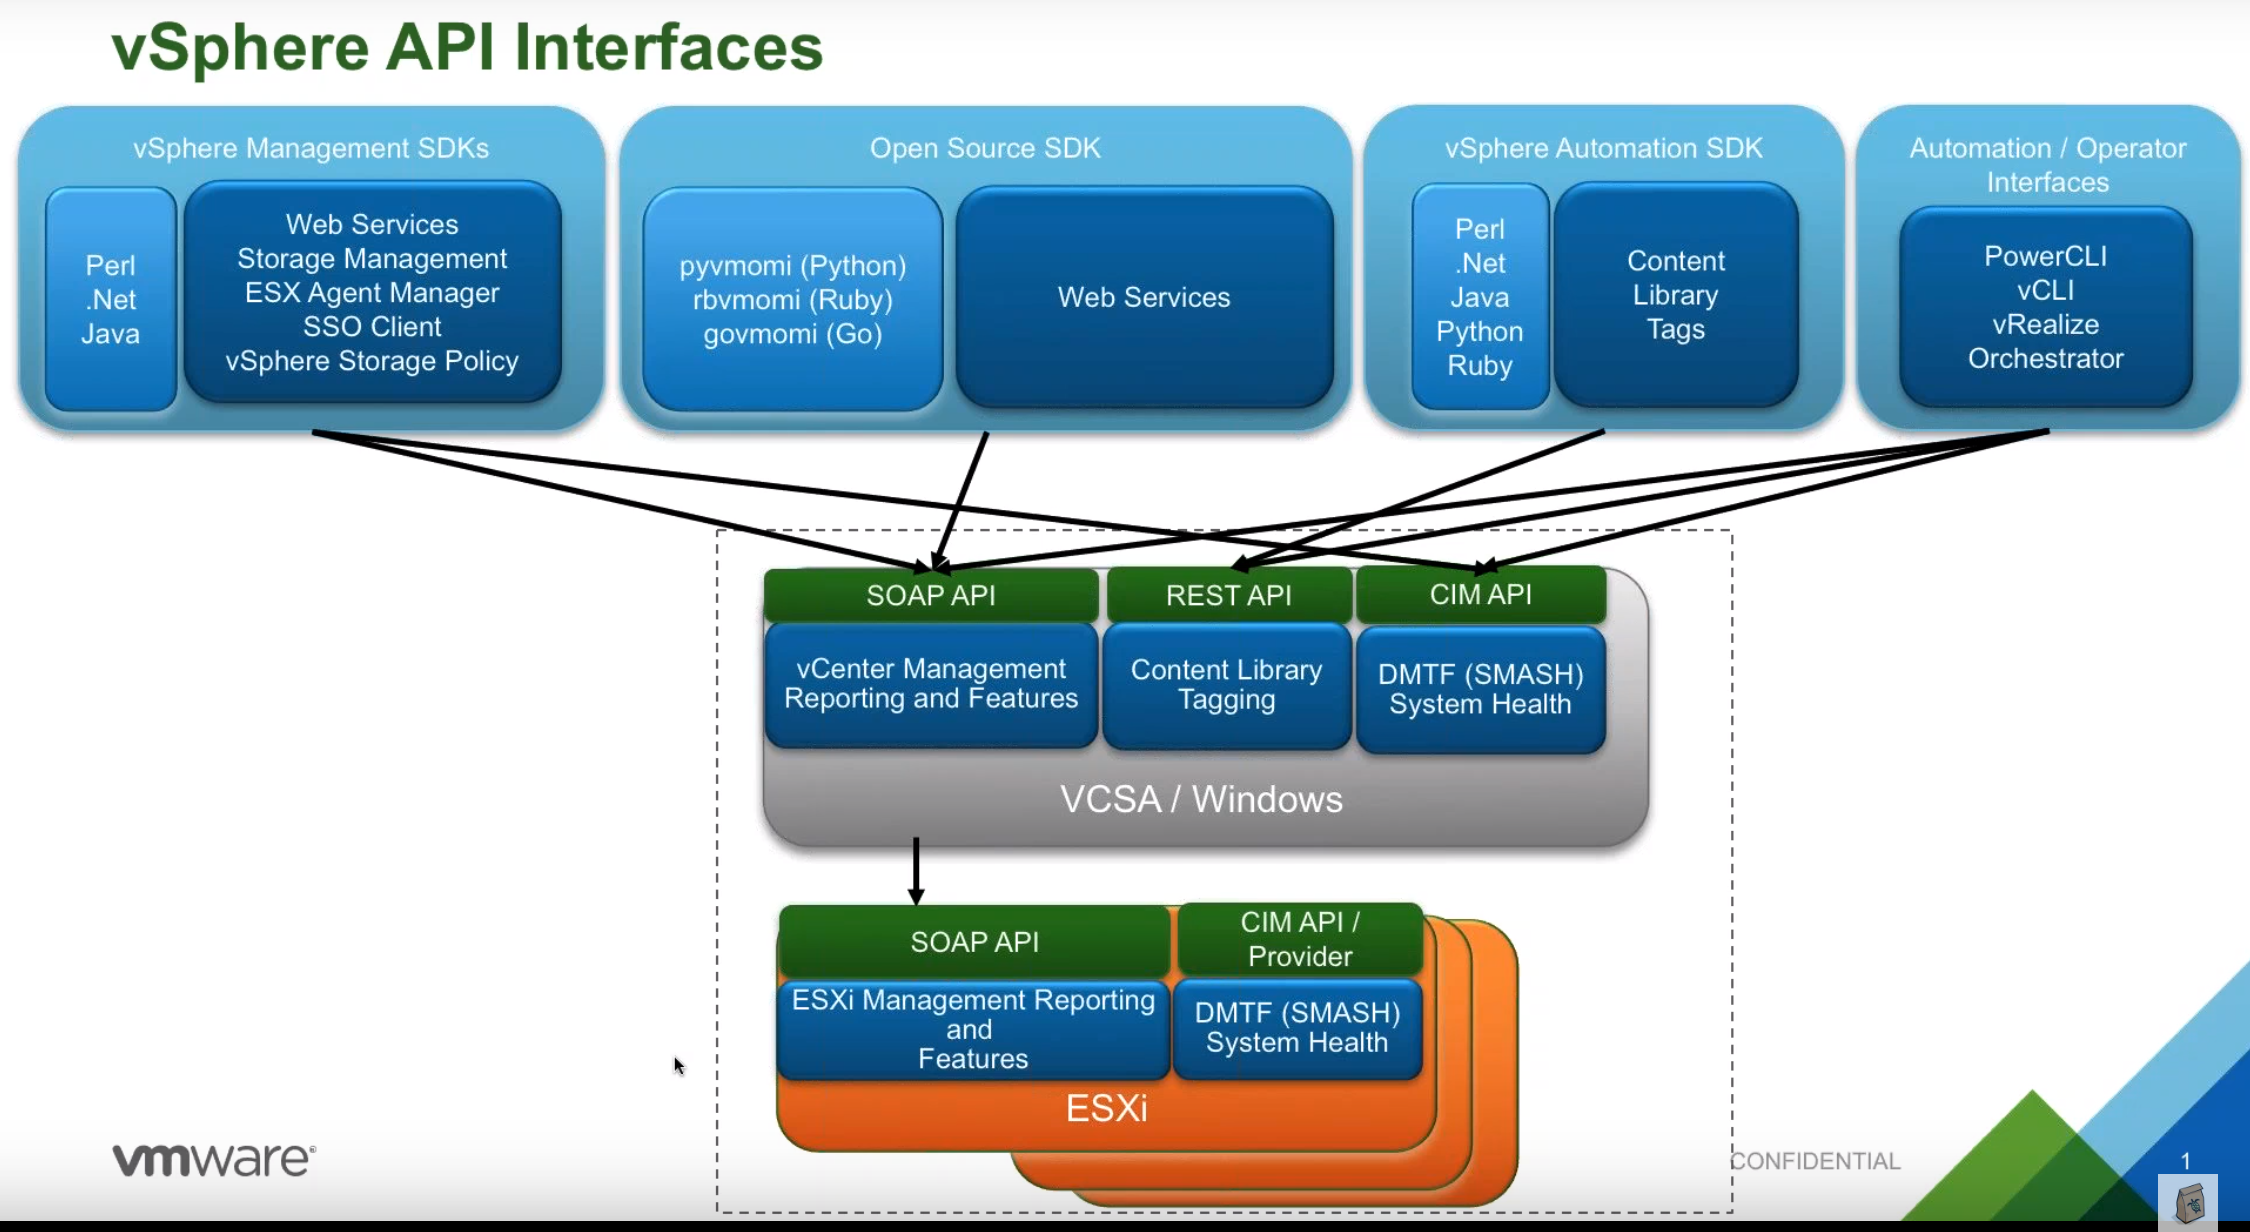 vSphere API Interfaces
vSphere Management SDKs
Perl
.Net
Java
Web Services
Storage Management
ESX Agent Manager
SSO Client
vSphere Storage Policy
Open Source SDK
pyvmomi (Python)
rbvmomi (Ruby)
govmomi (Go)
Web Services
vSphere Automation SDK
Perl
.Net
Java
Python
Ruby
Content
Library
Tags
Automation / Operator
Interfaces
PowerCLI
vCLI
vRealize
Orchestrator
SOAP API
vCenter Management
Reporting and Features
REST API
Content Library
Tagging
CIM API
DMTF (SMASH)
System Health
VCSA / Windows
SOAP API
ESXi Management Reporting
and
Features
CIM API /
Provider
DMTF (SMASH)
System Health
ESXi
vmware®
CONFIDENTIAL
1